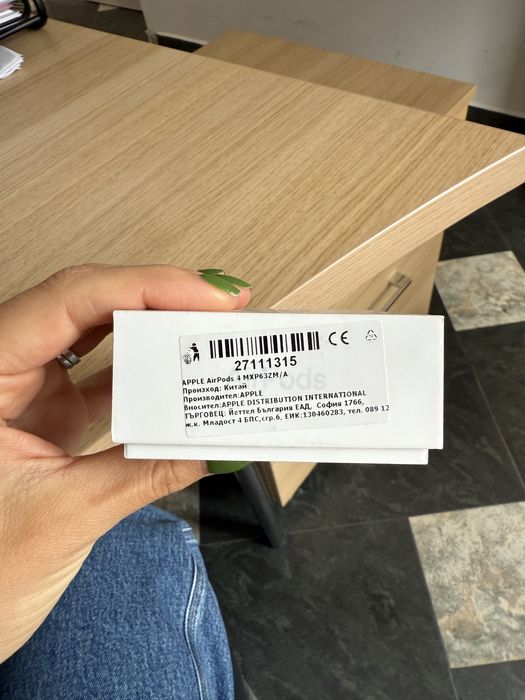 CE
27111315
APPLE AirPods 4 MXP63ZM/A
Произход: Китай
Производител:APPLE
Вносител:APPLE DISTRIBUTION INTERNATIONAL
ТЪРГОВЕЦ: Йеттел България ЕАД, София 1766,
ж.к. Младост 4 БПС,сгр.6, ЕИК:130460283, тел. 089 12